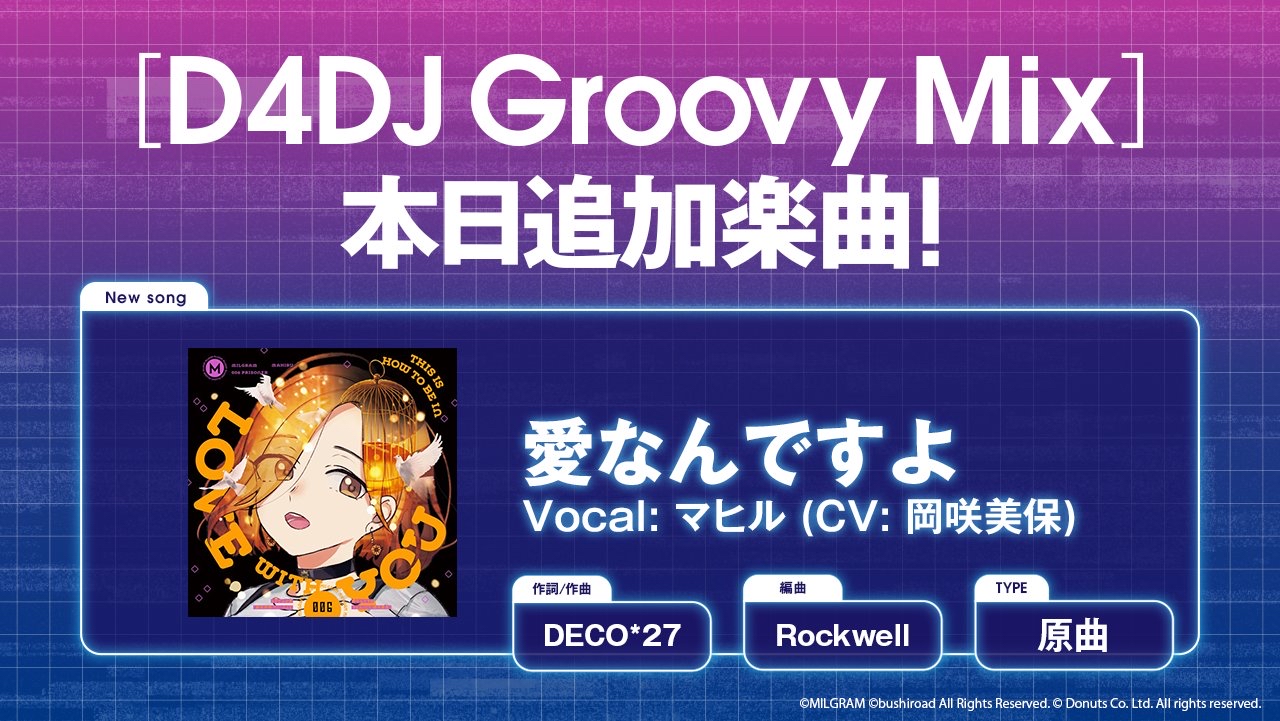 [D4DJ Groovy Mix]
本日追加楽曲!
New song
M
MILGRAM MAHIRU
006 PRISONER
THIS IS
HOW TO BE IN
LOVE
WITH YOU
006
愛なんですよ
Vocal: マヒル (CV: 岡咲美保)
作詞/作曲
DECO*27
編曲
Rockwell
TYPE
原曲
©MILGRAM ©bushiroad All Rights Reserved. © Donuts Co. Ltd. All rights reserved.